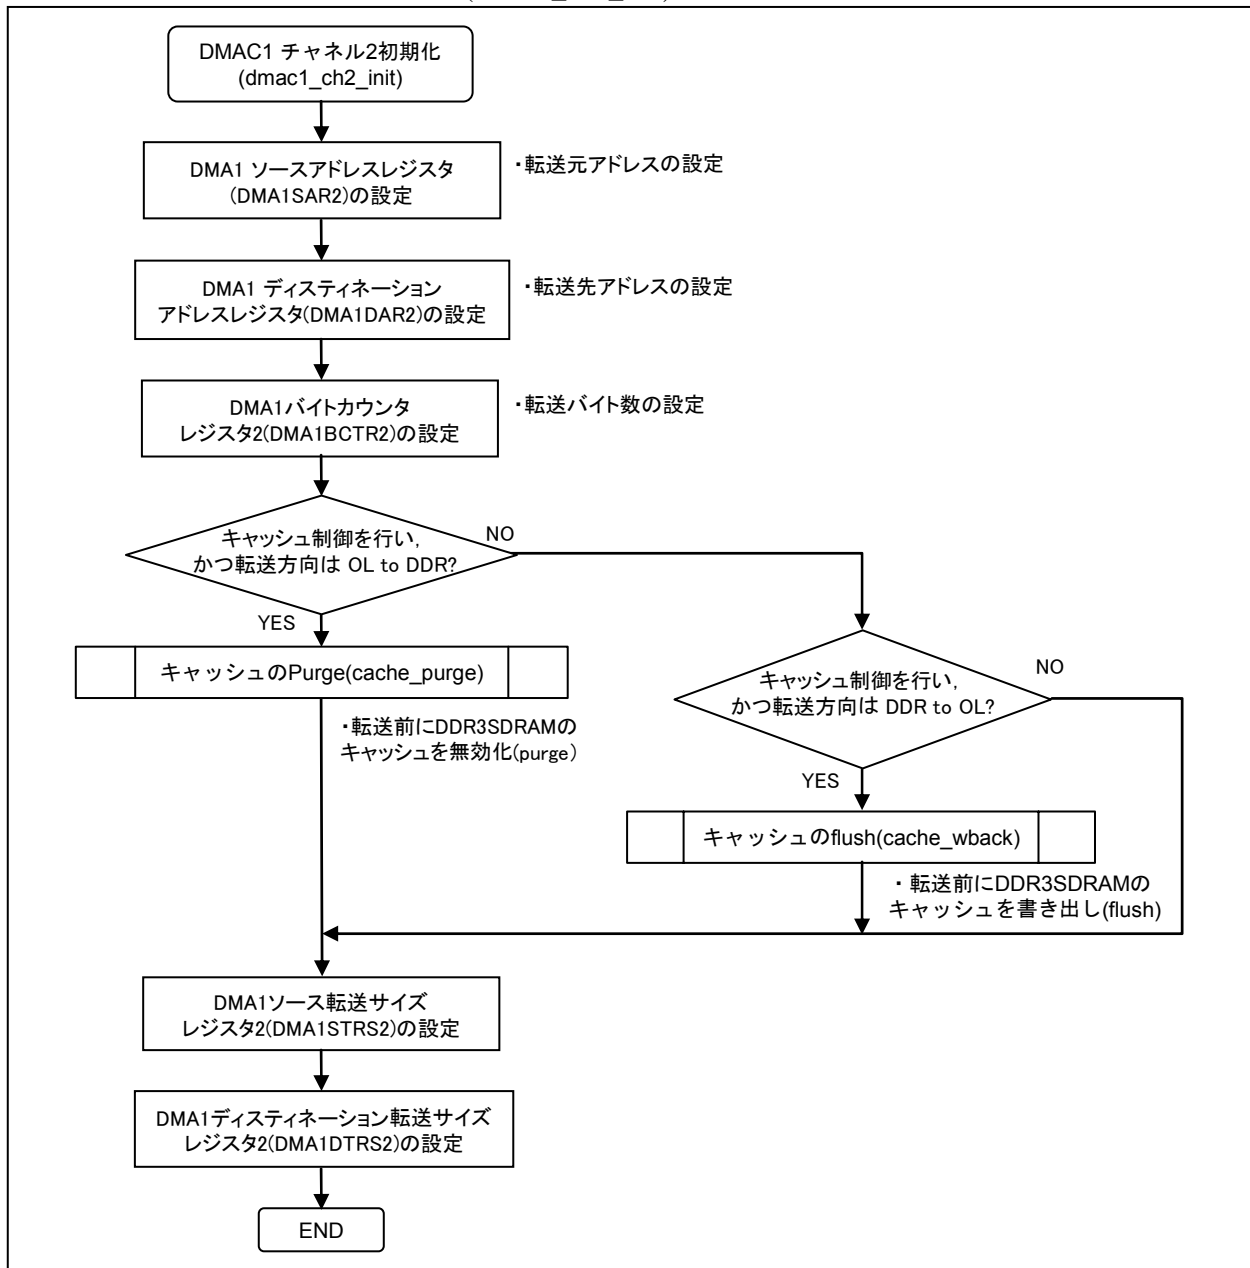 DMAC1 チャネル2初期化
(dmac1_ch2_init)
DMA1 ソースアドレスレジスタ
(DMA1SAR2)の設定
・転送元アドレスの設定
DMA1 ディスティネーション
アドレスレジスタ(DMA1DAR2)の設定
・転送先アドレスの設定
DMA1バイトカウンタ
レジスタ2(DMA1BCTR2)の設定
・転送バイト数の設定
キャッシュ制御を行い,
かつ転送方向は OL to DDR?
NO
YES
キャッシュのPurge(cache_purge)
・転送前にDDR3SDRAMの
キャッシュを無効化(purge)
キャッシュ制御を行い,
かつ転送方向は DDR to OL?
NO
YES
キャッシュのflush(cache_wback)
・ 転送前にDDR3SDRAMの
キャッシュを書き出し(flush)
DMA1ソース転送サイズ
レジスタ2(DMA1STRS2)の設定
DMA1ディスティネーション転送サイズ
レジスタ2(DMA1DTRS2)の設定
END